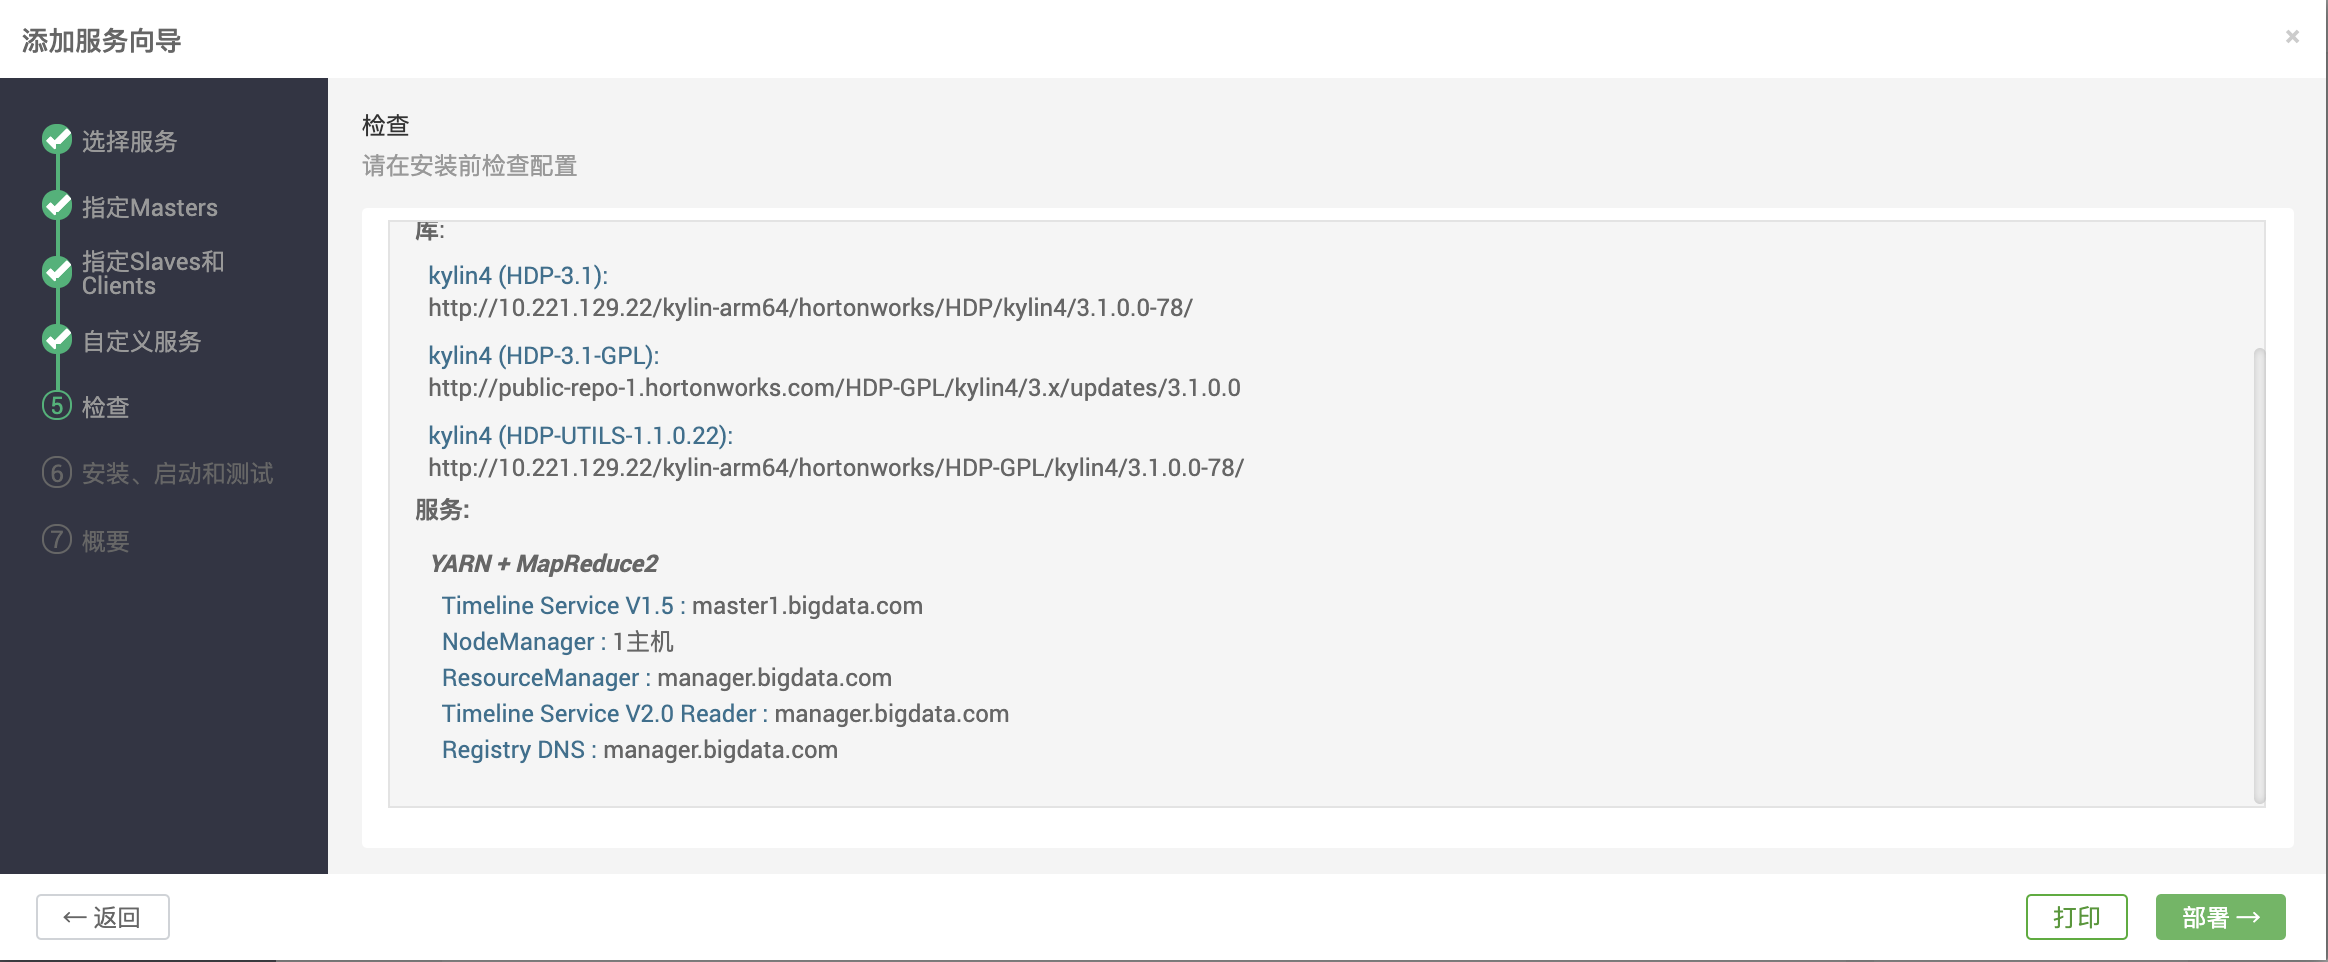 添加服务向导
×
选择服务
指定Masters
指定Slaves和
Clients
自定义服务
5 检查
6 安装、启动和测试
7 概要
检查
请在安装前检查配置
库:
kylin4 (HDP-3.1):
http://10.221.129.22/kylin-arm64/hortonworks/HDP/kylin4/3.1.0.0-78/
kylin4 (HDP-3.1-GPL):
http://public-repo-1.hortonworks.com/HDP-GPL/kylin4/3.x/updates/3.1.0.0
kylin4 (HDP-UTILS-1.1.0.22):
http://10.221.129.22/kylin-arm64/hortonworks/HDP-GPL/kylin4/3.1.0.0-78/
服务:
YARN + MapReduce2
Timeline Service V1.5 : master1.bigdata.com
NodeManager : 1主机
ResourceManager : manager.bigdata.com
Timeline Service V2.0 Reader : manager.bigdata.com
Registry DNS : manager.bigdata.com
← 返回
打印
部署 →